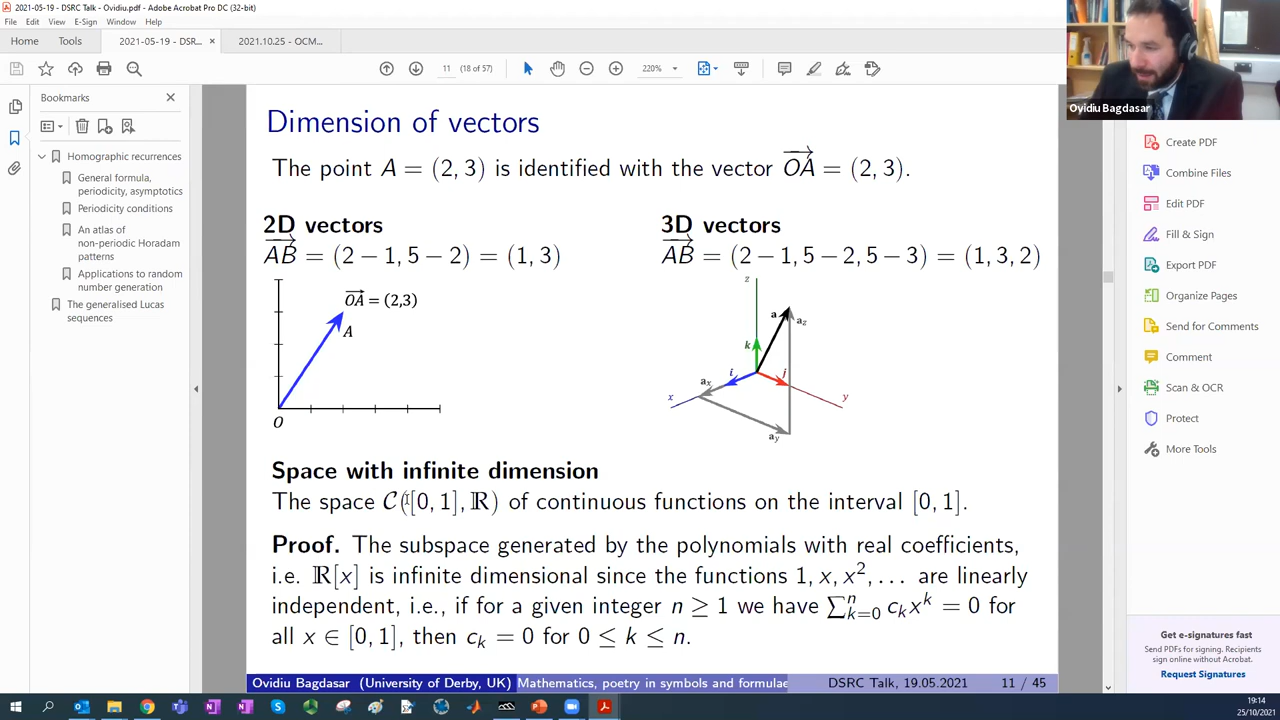 2021-05-19 - DSRC Talk - Ovidiu.pdf - Adobe Acrobat Pro DC (32-bit)
File Edit View E-Sign Window Help
Home Tools 2021-05-19 - DSR... × 2021.10.25 - OCM...
11 (18 of 57) 220%
Bookmarks
Homographic recurrences
General formula,
periodicity, asymptotics
Periodicity conditions
An atlas of
non-periodic Horadam
patterns
Applications to random
number generation
The generalised Lucas
sequences
Dimension of vectors
The point A = (2, 3) is identified with the vector \overrightarrow{OA} = (2, 3).
2D vectors
\overrightarrow{AB} = (2 − 1, 5 − 2) = (1, 3)
\overrightarrow{OA} = (2,3)
A
O
3D vectors
\overrightarrow{AB} = (2 − 1, 5 − 2, 5 − 3) = (1, 3, 2)
z
a
a_z
k
i
j
a_x
x
y
a_y
Space with infinite dimension
The space C([0, 1], ℝ) of continuous functions on the interval [0, 1].
Proof. The subspace generated by the polynomials with real coefficients,
i.e. ℝ[x] is infinite dimensional since the functions 1, x, x², . . . are linearly
independent, i.e., if for a given integer n ≥ 1 we have ∑_{k=0}^{n} c_k x^k = 0 for
all x ∈ [0, 1], then c_k = 0 for 0 ≤ k ≤ n.
Ovidiu Bagdasar (University of Derby, UK) Mathematics, poetry in symbols and formulae DSRC Talk, 19.05.2021 11 / 45
Ovidiu Bagdasar
Create PDF
Combine Files
Edit PDF
Fill & Sign
Export PDF
Organize Pages
Send for Comments
Comment
Scan & OCR
Protect
More Tools
Get e-signatures fast
Send PDFs for signing. Recipients
sign online without Acrobat.
Request Signatures
19:14
25/10/2021